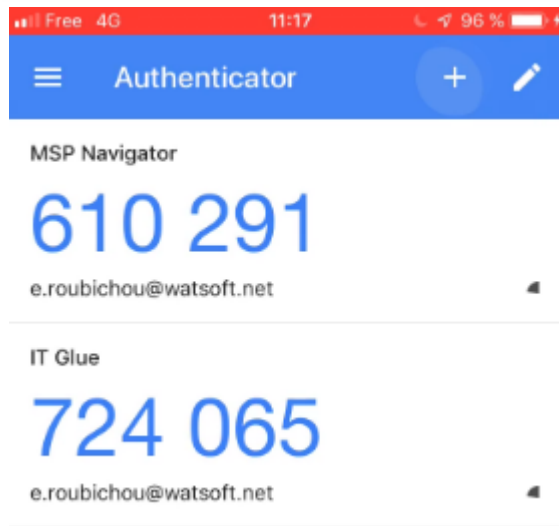 Free 4G 11:17 96 %
Authenticator
MSP Navigator
610 291
e.roubichou@watsoft.net
IT Glue
724 065
e.roubichou@watsoft.net